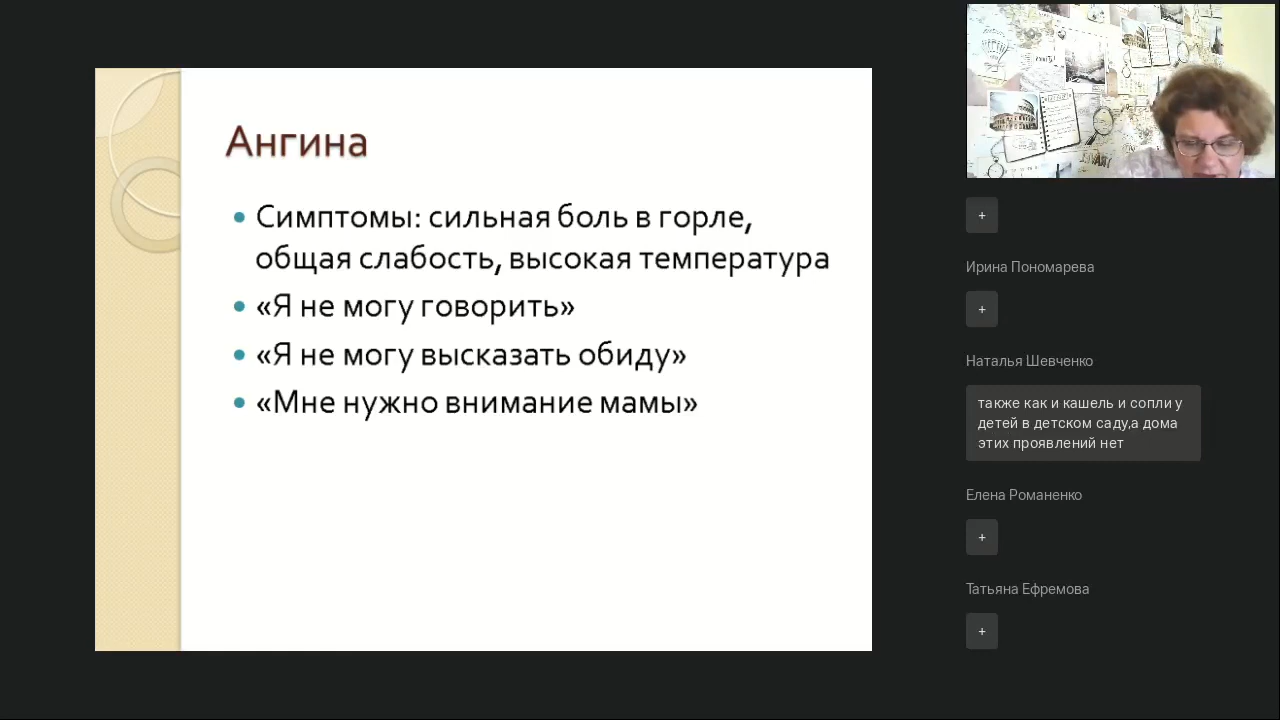 Ангина
Симптомы: сильная боль в горле,
общая слабость, высокая температура
«Я не могу говорить»
«Я не могу высказать обиду»
«Мне нужно внимание мамы»
+
Ирина Пономарева
+
Наталья Шевченко
также как и кашель и сопли у
детей в детском саду,а дома
этих проявлений нет
Елена Романенко
+
Татьяна Ефремова
+